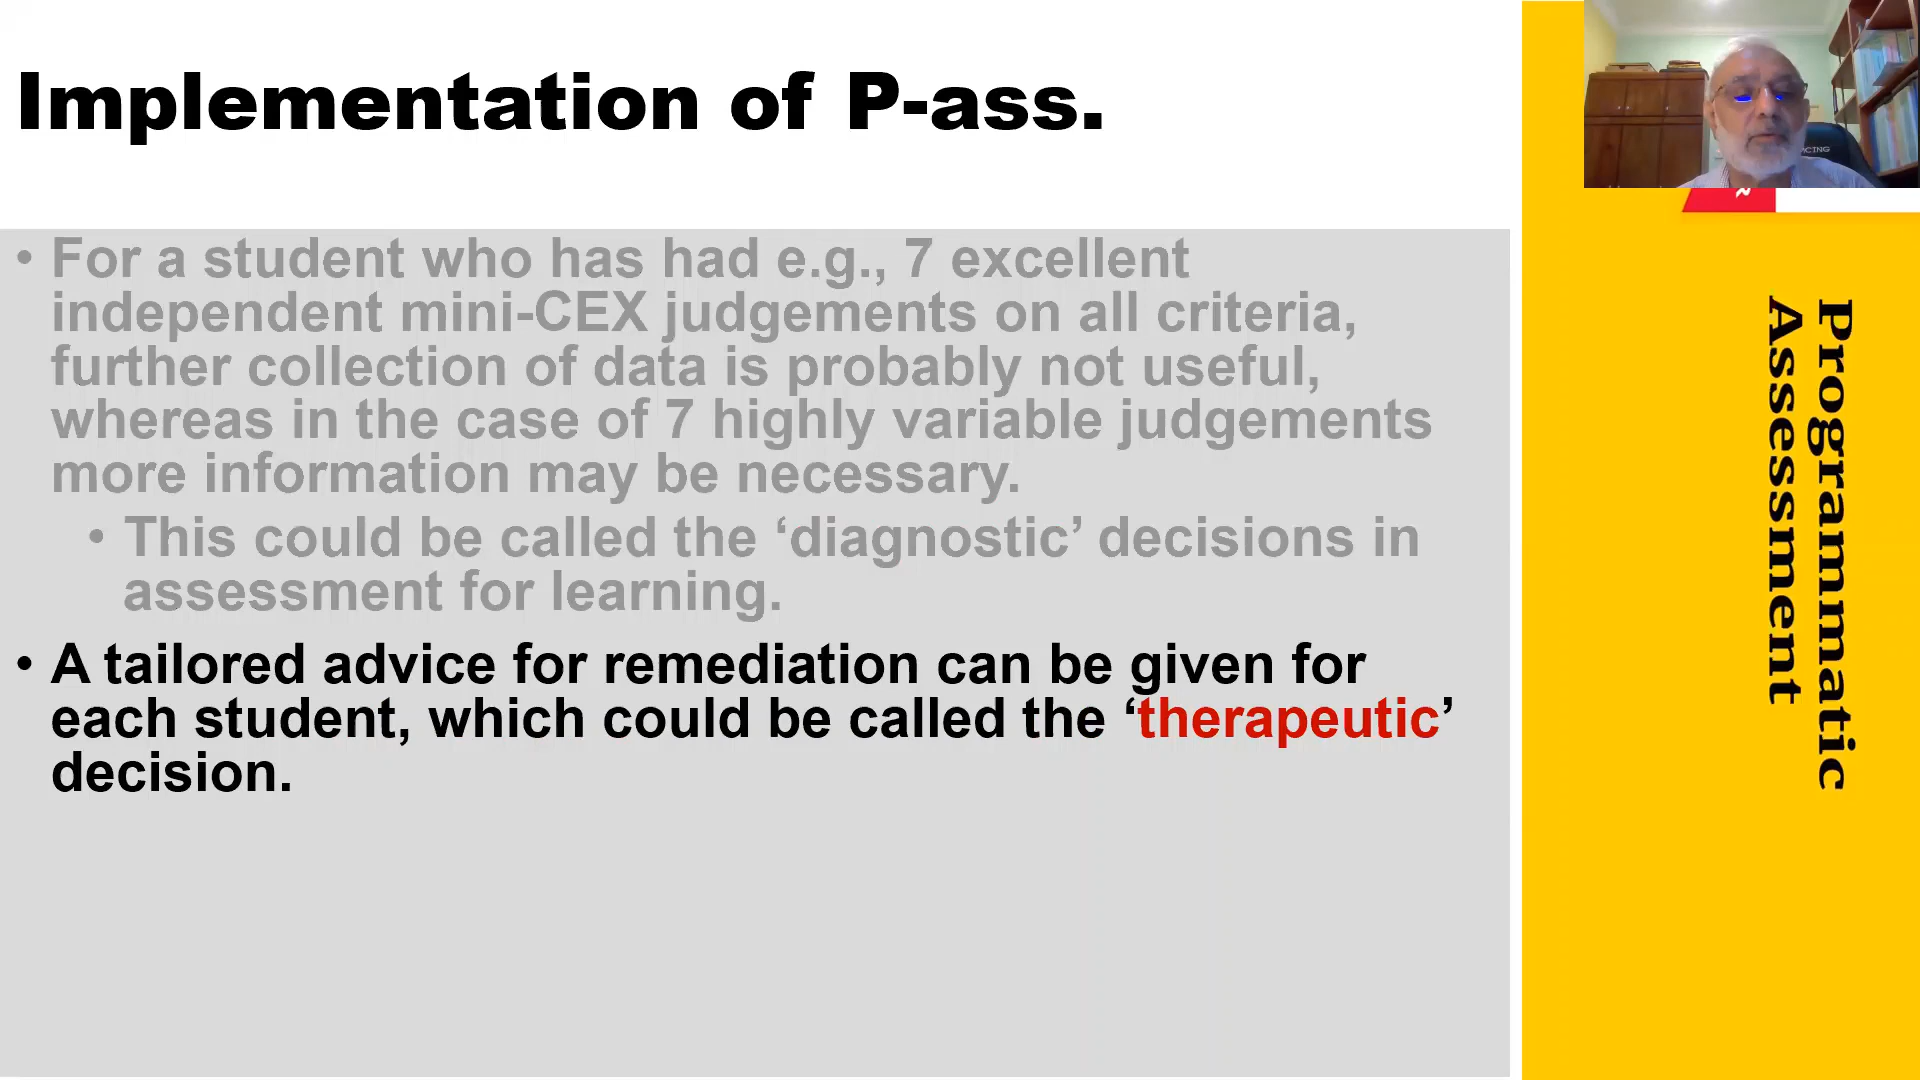 Implementation of P-ass.
• For a student who has had e.g., 7 excellent
independent mini-CEX judgements on all criteria,
further collection of data is probably not useful,
whereas in the case of 7 highly variable judgements
more information may be necessary.
• This could be called the ‘diagnostic’ decisions in
assessment for learning.
• A tailored advice for remediation can be given for
each student, which could be called the ‘therapeutic’
decision.
Programmatic
Assessment